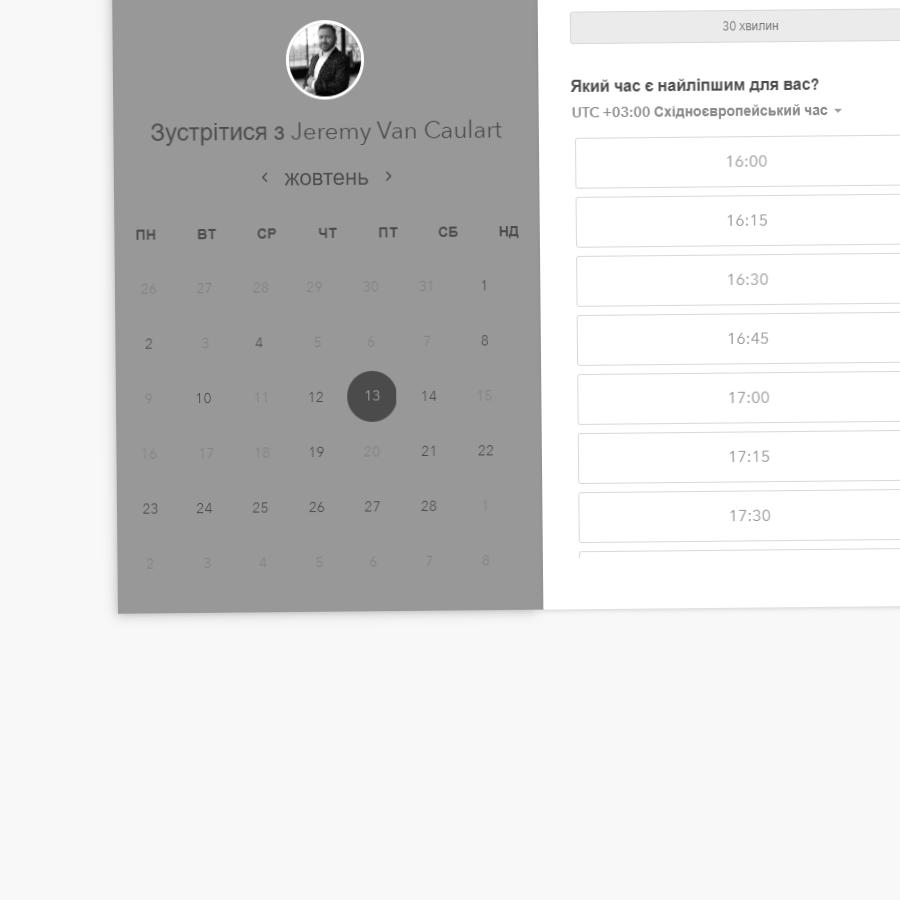 Зустрітися з Jeremy Van Caulart
жовтень
ПН ВТ СР ЧТ ПТ СБ НД
26 27 28 29 30 31 1
2 3 4 5 6 7 8
9 10 11 12 13 14 15
16 17 18 19 20 21 22
23 24 25 26 27 28 1
2 3 4 5 6 7 8
30 хвилин
Який час є найліпшим для вас?
UTC +03:00 Східноєвропейський час
16:00
16:15
16:30
16:45
17:00
17:15
17:30